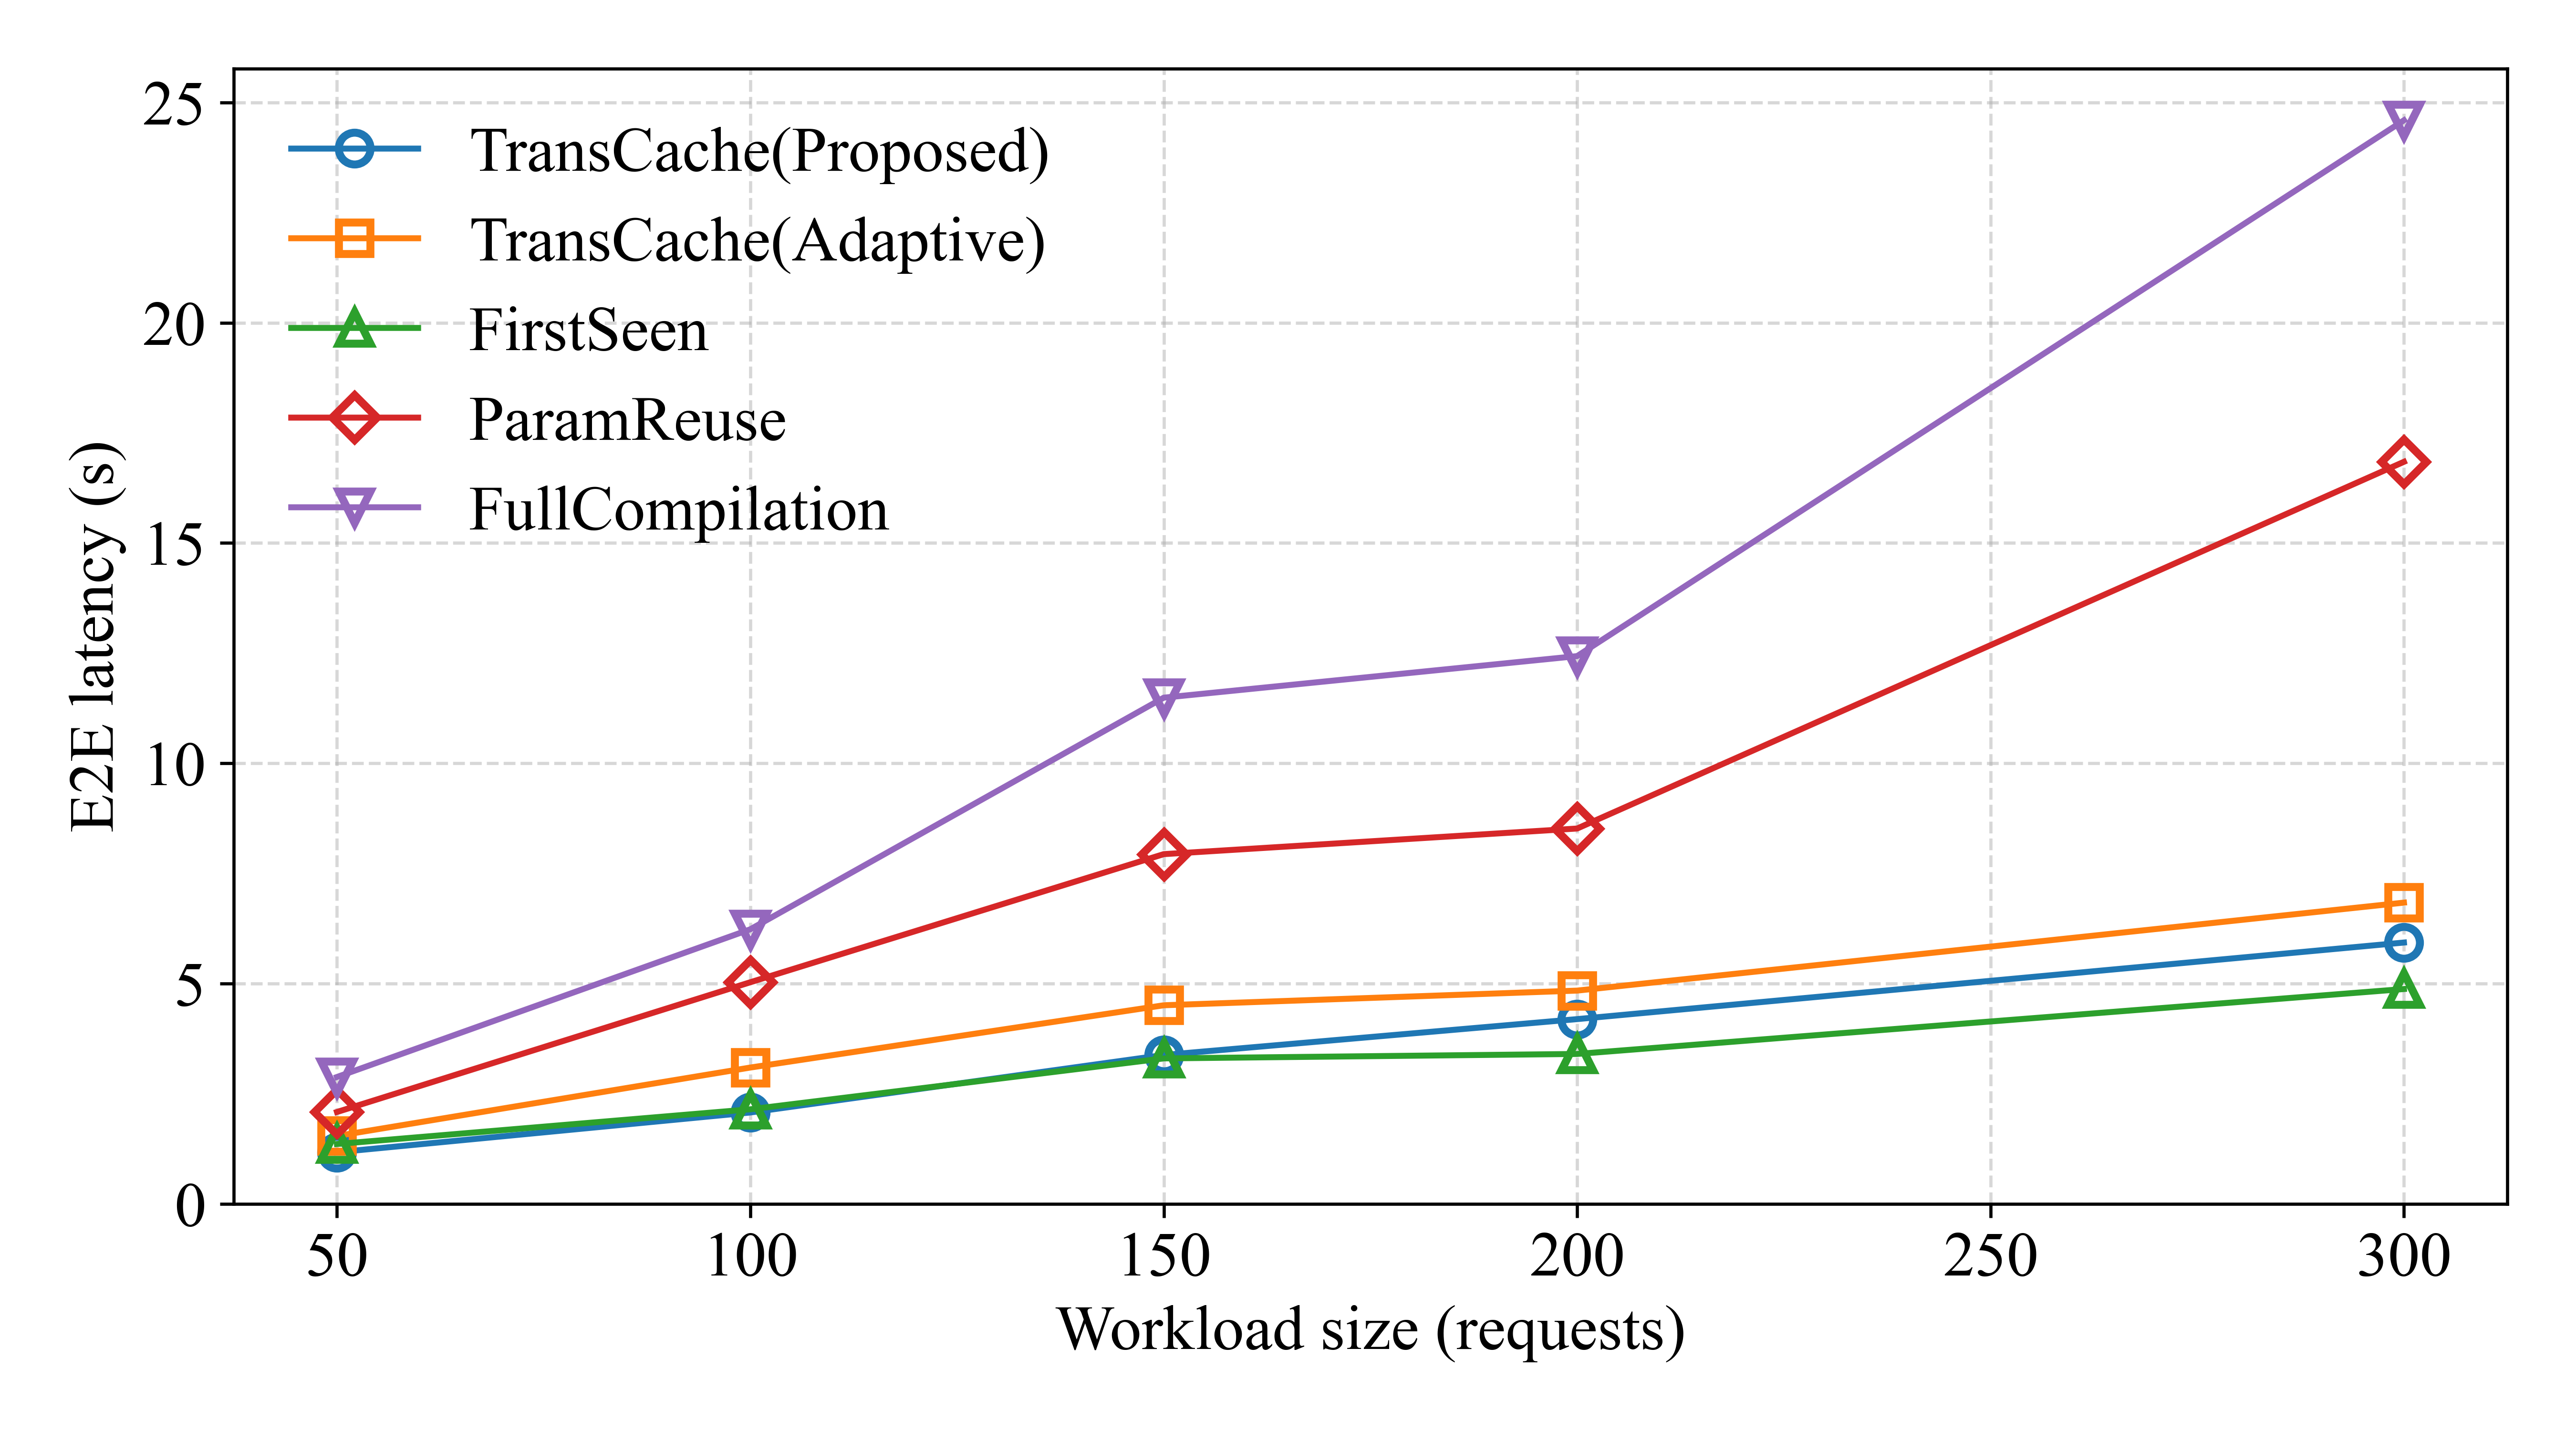 25
20
15
10
5
0
E2E latency (s)
TransCache(Proposed)
TransCache(Adaptive)
FirstSeen
ParamReuse
FullCompilation
50 100 150 200 250 300
Workload size (requests)